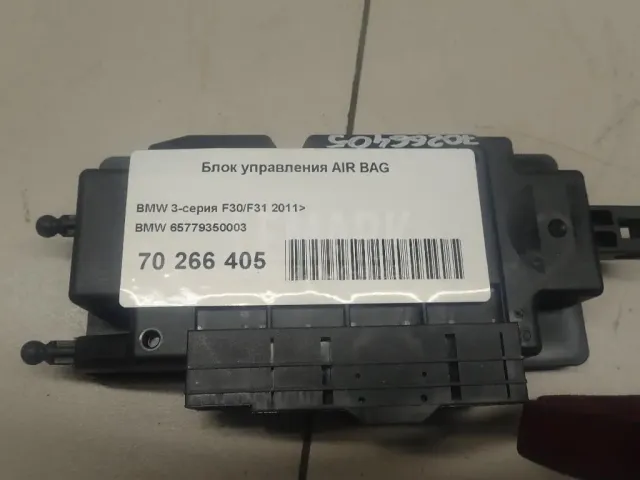 70266405
Блок управления AIR BAG
BMW 3-серия F30/F31 2011>
BMW 65779350003
70 266 405